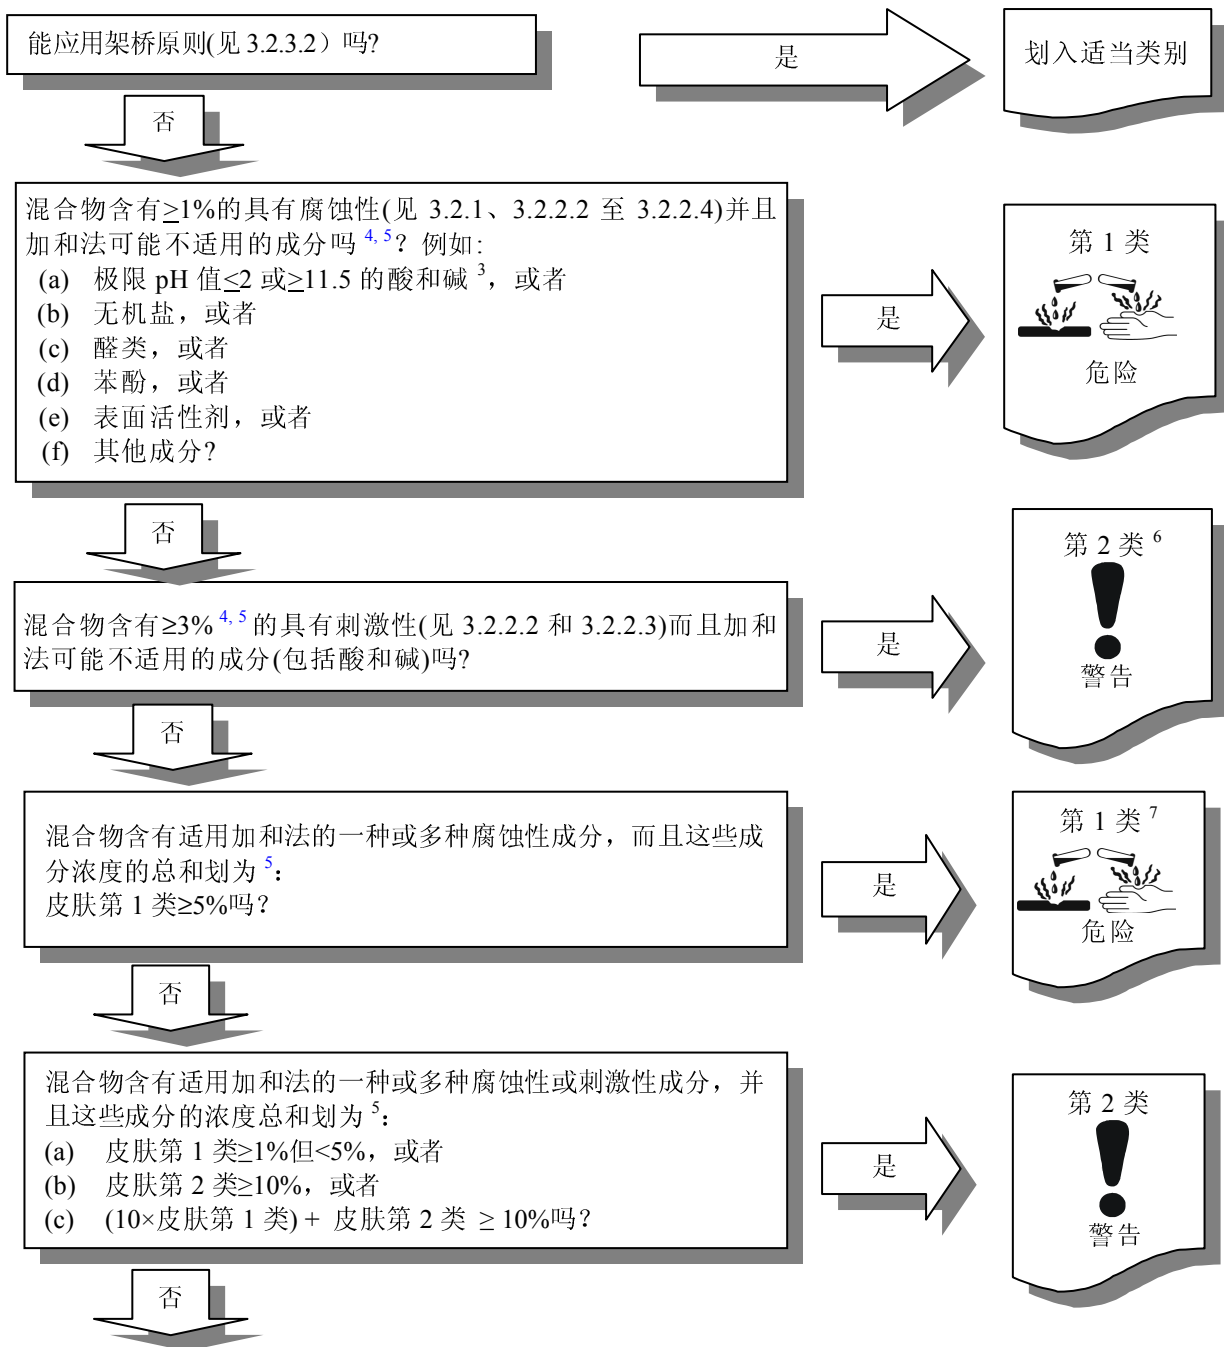 能应用架桥原则(见 3.2.3.2）吗?
是
划入适当类别
否
混合物含有≥1%的具有腐蚀性(见 3.2.1、3.2.2.2 至 3.2.2.4)并且
加和法可能不适用的成分吗 4, 5? 例如:
(a) 极限 pH 值≤2 或≥11.5 的酸和碱 3，或者
(b) 无机盐，或者
(c) 醛类，或者
(d) 苯酚，或者
(e) 表面活性剂，或者
(f) 其他成分?
是
第 1 类
危险
否
混合物含有≥3% 4, 5 的具有刺激性(见 3.2.2.2 和 3.2.2.3)而且加和
法可能不适用的成分(包括酸和碱)吗?
是
第 2 类 6
警告
否
混合物含有适用加和法的一种或多种腐蚀性成分，而且这些成
分浓度的总和划为 5：
皮肤第 1 类≥5%吗?
是
第 1 类 7
危险
否
混合物含有适用加和法的一种或多种腐蚀性或刺激性成分，并
且这些成分的浓度总和划为 5：
(a) 皮肤第 1 类≥1%但<5%，或者
(b) 皮肤第 2 类≥10%，或者
(c) (10×皮肤第 1 类) + 皮肤第 2 类 ≥ 10%吗?
是
第 2 类
警告
否